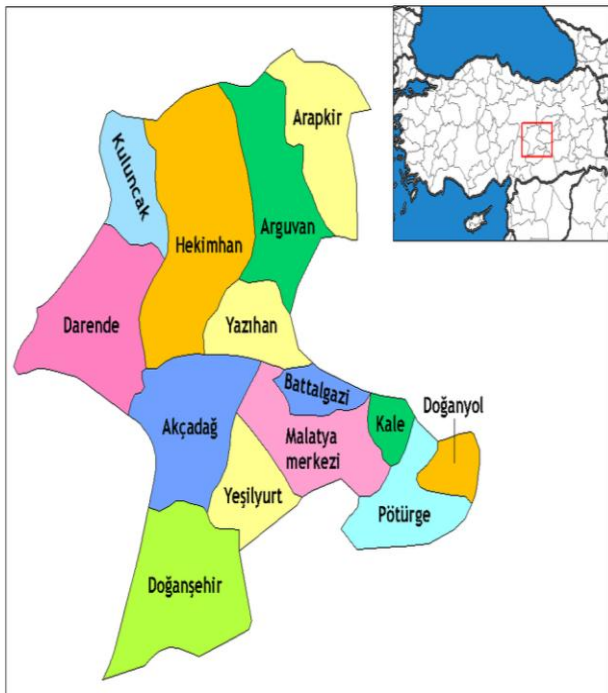 Arapkir
Kuluncak
Arguvan
Hekimhan
Darende
Yazıhan
Battalgazi
Doğanyol
Kale
Akçadağ
Malatya
merkezi
Yeşilyurt
Pötürge
Doğanşehir